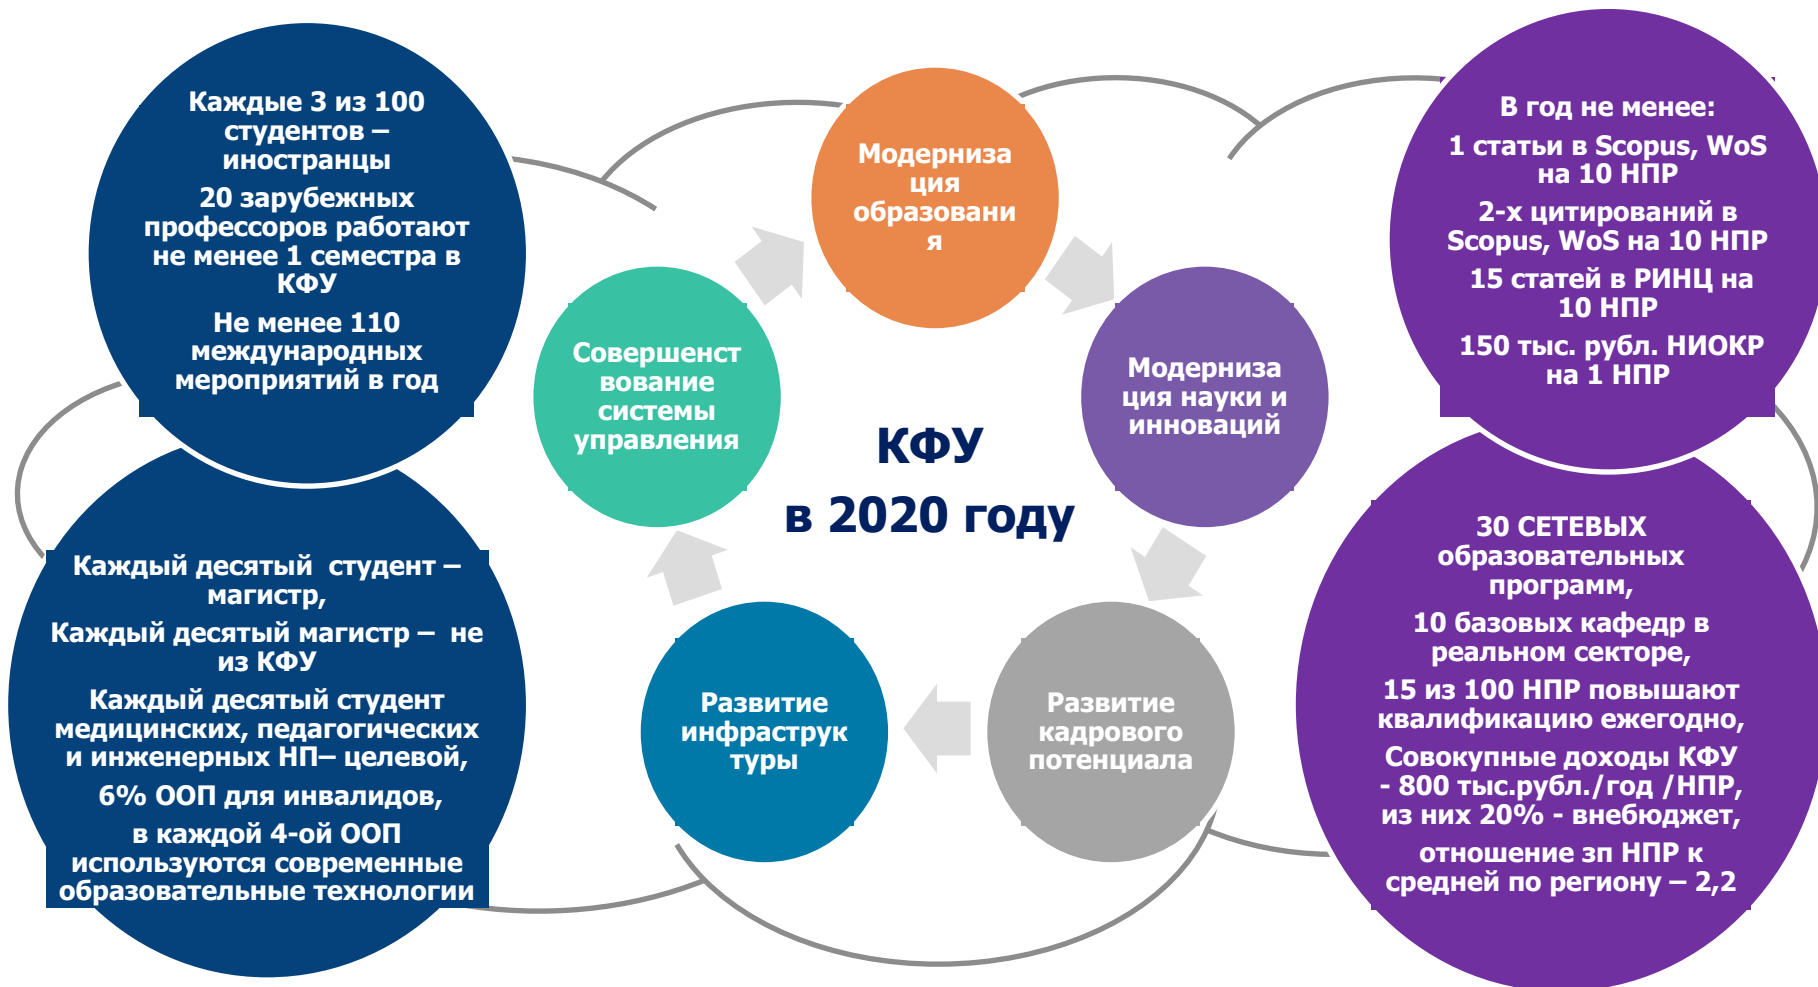 Каждые 3 из 100
студентов –
иностранцы
20 зарубежных
профессоров работают
не менее 1 семестра в
КФУ
Не менее 110
международных
мероприятий в год
Модерниза
ция
образовани
я
В год не менее:
1 статьи в Scopus, WoS
на 10 НПР
2-х цитирований в
Scopus, WoS на 10 НПР
15 статей в РИНЦ на
10 НПР
150 тыс. рубл. НИОКР
на 1 НПР
Совершенст
вование
системы
управления
Модерниза
ция науки и
инноваций
КФУ
в 2020 году
Каждый десятый студент –
магистр,
Каждый десятый магистр – не
из КФУ
Каждый десятый студент
медицинских, педагогических
и инженерных НП– целевой,
6% ООП для инвалидов,
в каждой 4-ой ООП
используются современные
образовательные технологии
Развитие
инфраструк
туры
Развитие
кадрового
потенциала
30 СЕТЕВЫХ
образовательных
программ,
10 базовых кафедр в
реальном секторе,
15 из 100 НПР повышают
квалификацию ежегодно,
Совокупные доходы КФУ
- 800 тыс.рубл./год /НПР,
из них 20% - внебюджет,
отношение зп НПР к
средней по региону – 2,2